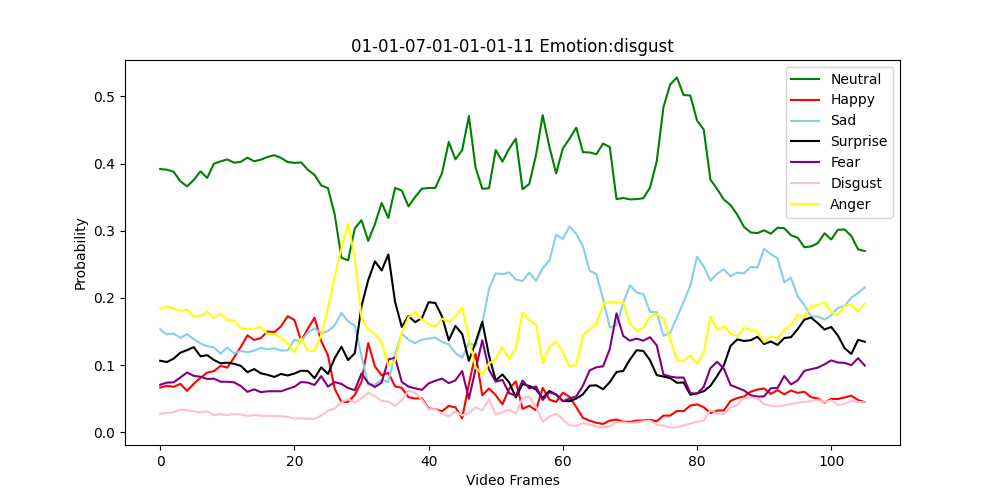 01-01-07-01-01-01-11 Emotion:disgust
Probability
0.5
0.4
0.3
0.2
0.1
0.0
0 20 40 60 80 100
Video Frames
Neutral
Happy
Sad
Surprise
Fear
Disgust
Anger